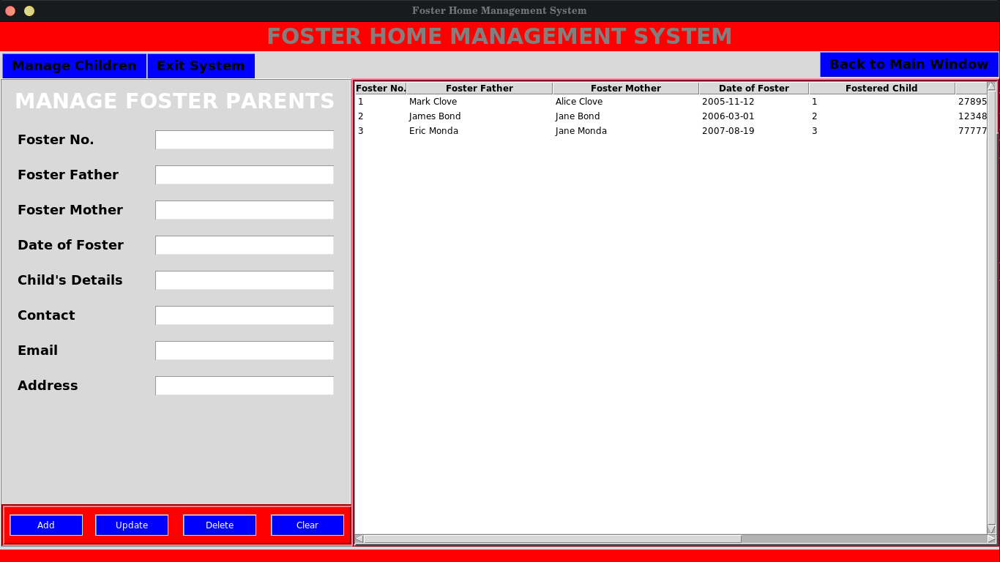 Foster Home Management System
FOSTER HOME MANAGEMENT SYSTEM
Manage Children Exit System Back to Main Window
MANAGE FOSTER PARENTS
Foster No.
Foster Father
Foster Mother
Date of Foster
Child's Details
Contact
Email
Address
Add Update Delete Clear
Foster No. Foster Father Foster Mother Date of Foster Fostered Child
1 Mark Clove Alice Clove 2005-11-12 1 27895
2 James Bond Jane Bond 2006-03-01 2 12348
3 Eric Monda Jane Monda 2007-08-19 3 77777